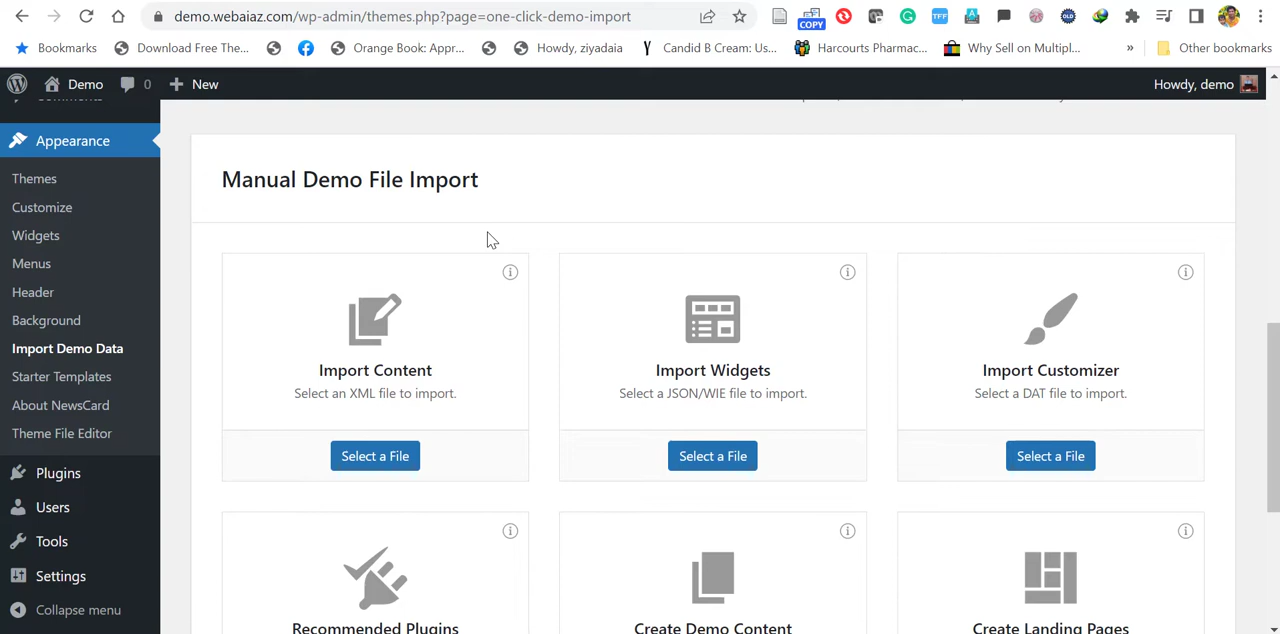 demo.webaiaz.com/wp-admin/themes.php?page=one-click-demo-import
COPY
TFF
OLD
Bookmarks
Download Free The...
Orange Book: Appr...
Howdy, ziyadaia
Candid B Cream: Us...
Harcourts Pharmac...
Why Sell on Multipl...
»
Other bookmarks
Demo
0
New
Howdy, demo
Comments
Appearance
Themes
Customize
Widgets
Menus
Header
Background
Import Demo Data
Starter Templates
About NewsCard
Theme File Editor
Plugins
Users
Tools
Settings
Collapse menu
Manual Demo File Import
Import Content
Select an XML file to import.
Select a File
Import Widgets
Select a JSON/WIE file to import.
Select a File
Import Customizer
Select a DAT file to import.
Select a File
Recommended Plugins
Create Demo Content
Create Landing Pages